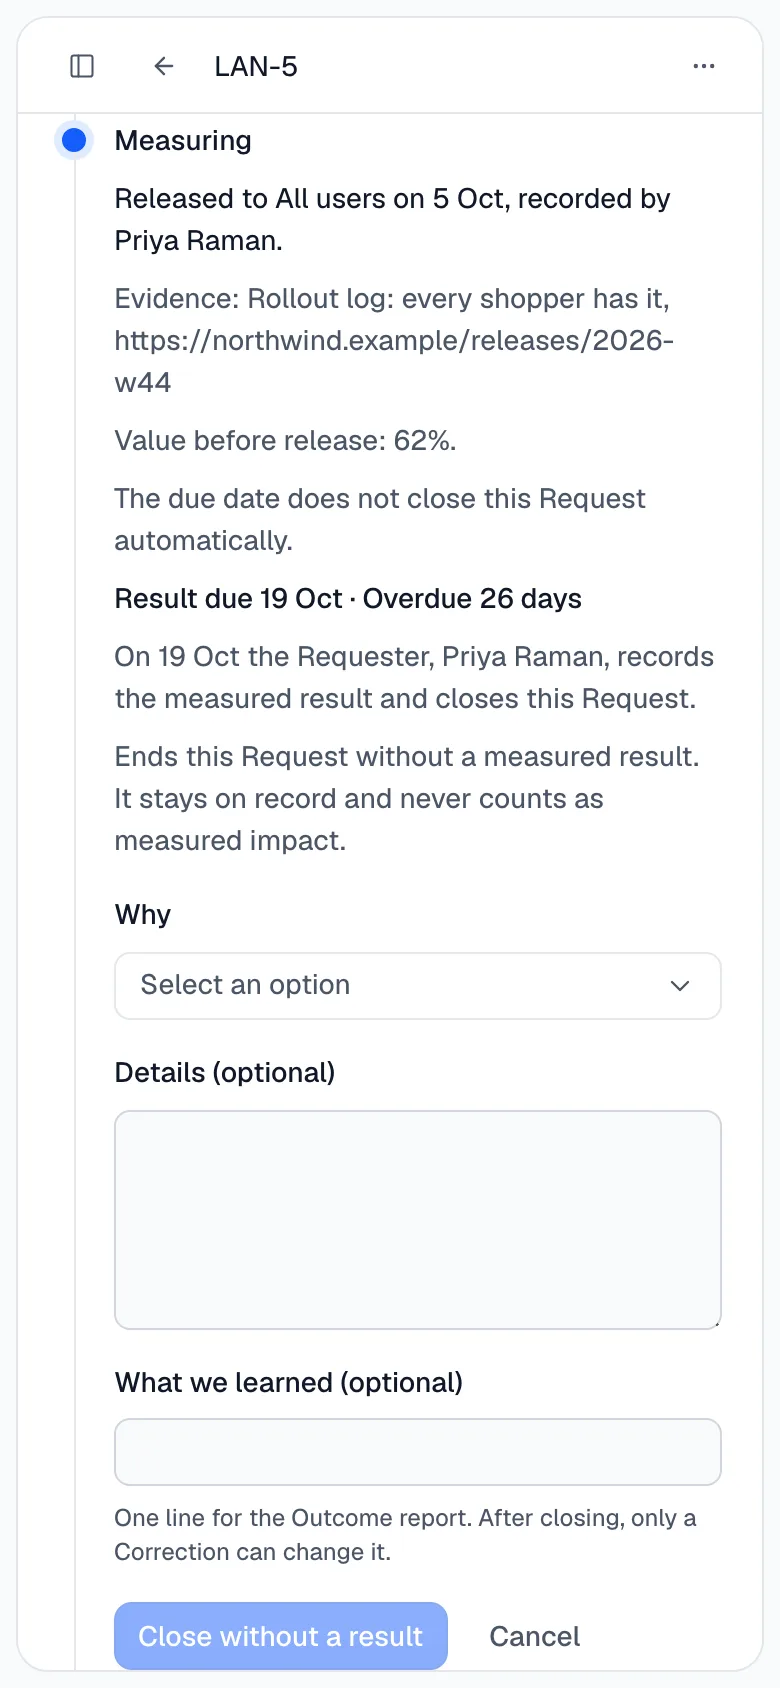 LAN-5
Measuring
Released to All users on 5 Oct, recorded by
Priya Raman.
Evidence: Rollout log: every shopper has it,
https://northwind.example/releases/2026-
w44
Value before release: 62%.
The due date does not close this Request
automatically.
Result due 19 Oct · Overdue 26 days
On 19 Oct the Requester, Priya Raman, records
the measured result and closes this Request.
Ends this Request without a measured result.
It stays on record and never counts as
measured impact.
Why
Select an option
Details (optional)
What we learned (optional)
One line for the Outcome report. After closing, only a
Correction can change it.
Close without a result
Cancel